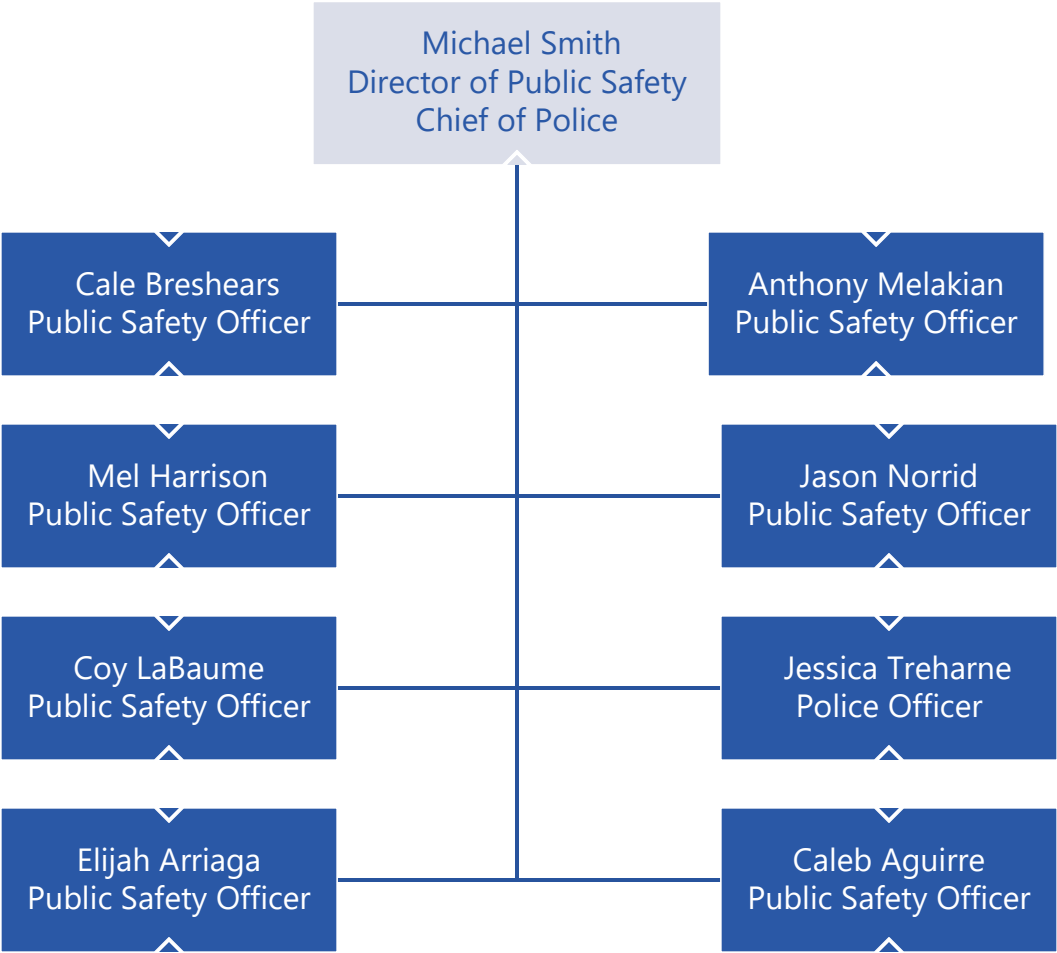 Michael Smith
Director of Public Safety
Chief of Police
Cale Breshears
Public Safety Officer
Anthony Melakian
Public Safety Officer
Mel Harrison
Public Safety Officer
Jason Norrid
Public Safety Officer
Coy LaBaume
Public Safety Officer
Jessica Treharne
Police Officer
Elijah Arriaga
Public Safety Officer
Caleb Aguirre
Public Safety Officer